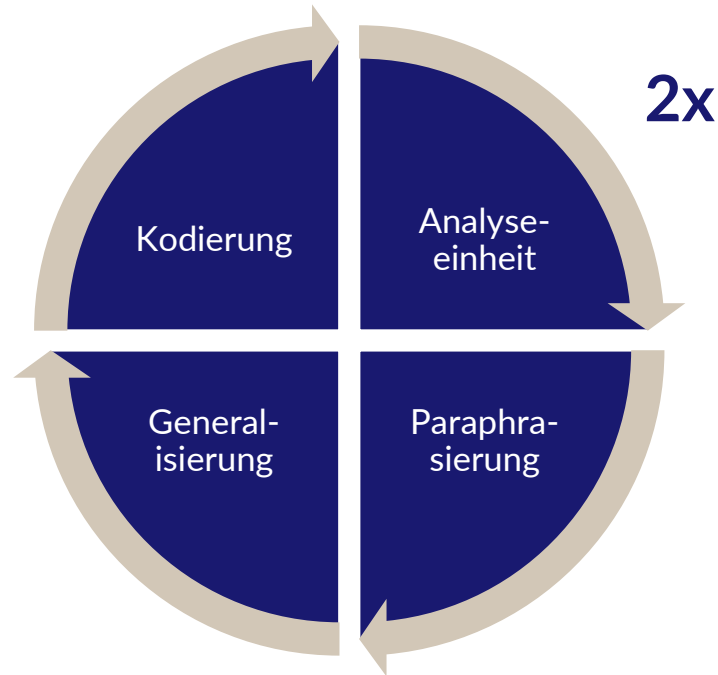 2x
Kodierung
Analyse-
einheit
General-
isierung
Paraphra-
sierung